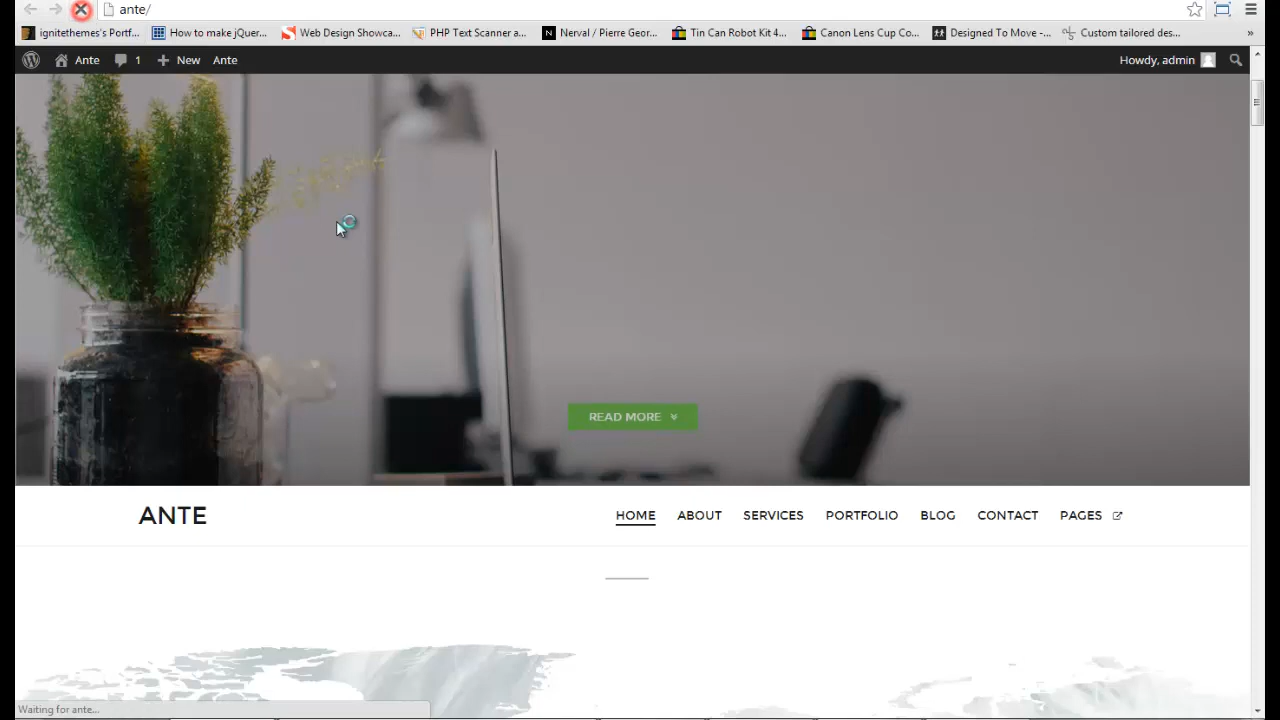 ante/
ignitethemes's Portf... How to make jQuer... Web Design Showca... PHP Text Scanner a... Nerval / Pierre Geor... Tin Can Robot Kit 4... Canon Lens Cup Co... Designed To Move -... Custom tailored des... »
Ante 1 New Ante Howdy, admin
READ MORE
ANTE HOME ABOUT SERVICES PORTFOLIO BLOG CONTACT PAGES
Waiting for ante...